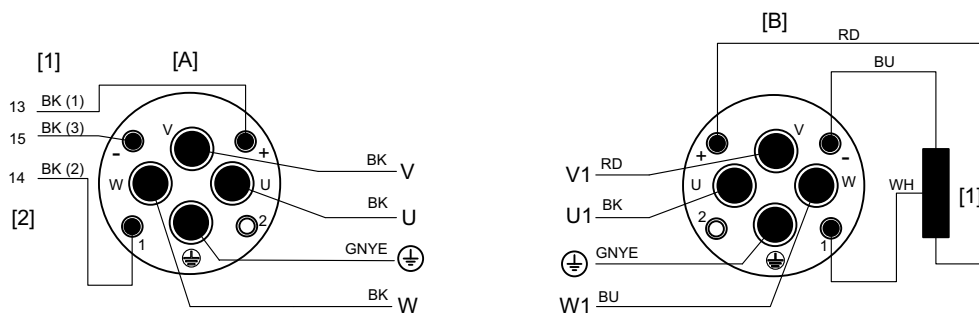 [1]
[A]
13 BK (1)
15 BK (3)
14 BK (2)
[2]
V
- +
W U
1 2
BK V
BK U
GNYE
BK W
[B]
RD
BU
V
+ -
U W
2 1
V1 RD
U1 BK
GNYE
W1 BU
WH
[1]